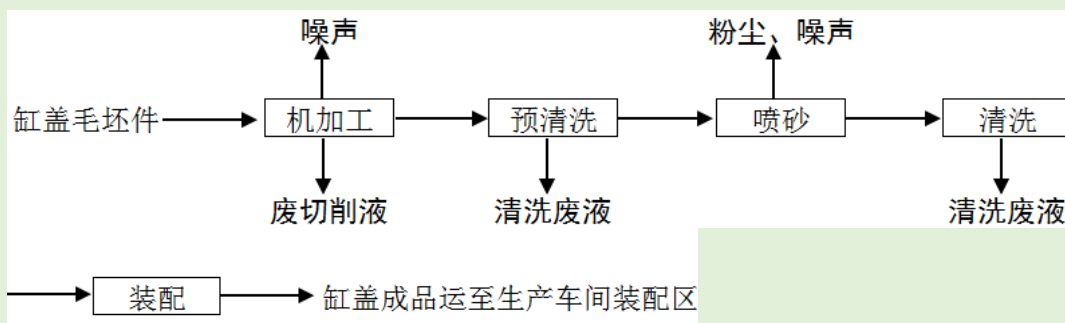 噪声 粉尘、噪声
缸盖毛坯件 机加工 预清洗 喷砂 清洗
废切削液 清洗废液 清洗废液
装配 缸盖成品运至生产车间装配区